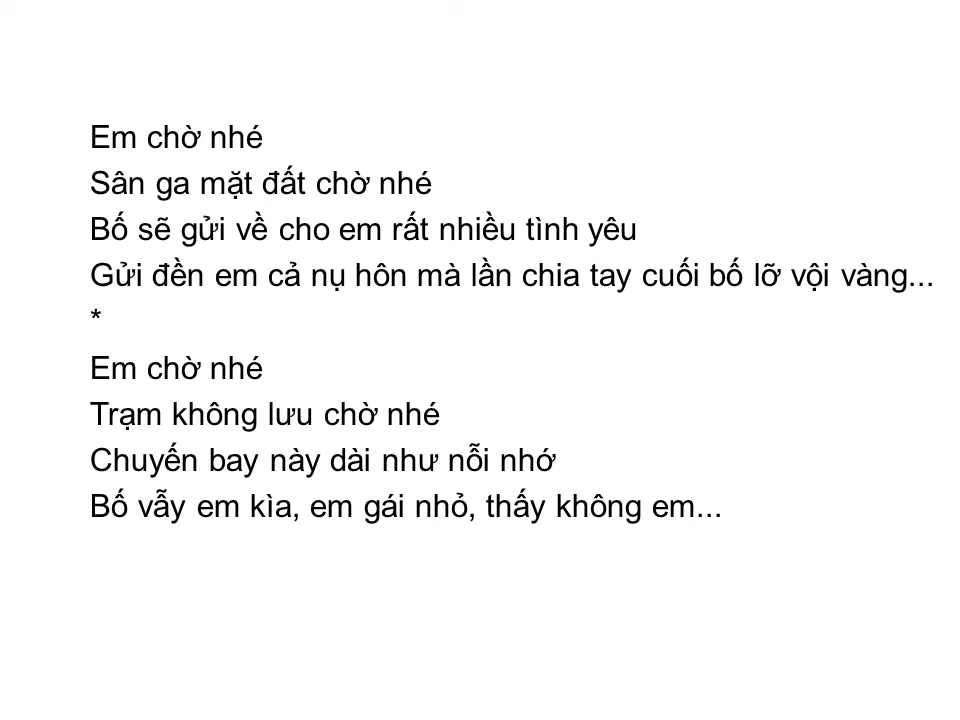 Em chờ nhé
Sân ga mặt đất chờ nhé
Bố sẽ gửi về cho em rất nhiều tình yêu
Gửi đền em cả nụ hôn mà lần chia tay cuối bố lỡ vội vàng...
*
Em chờ nhé
Trạm không lưu chờ nhé
Chuyến bay này dài như nỗi nhớ
Bố vẫy em kìa, em gái nhỏ, thấy không em...